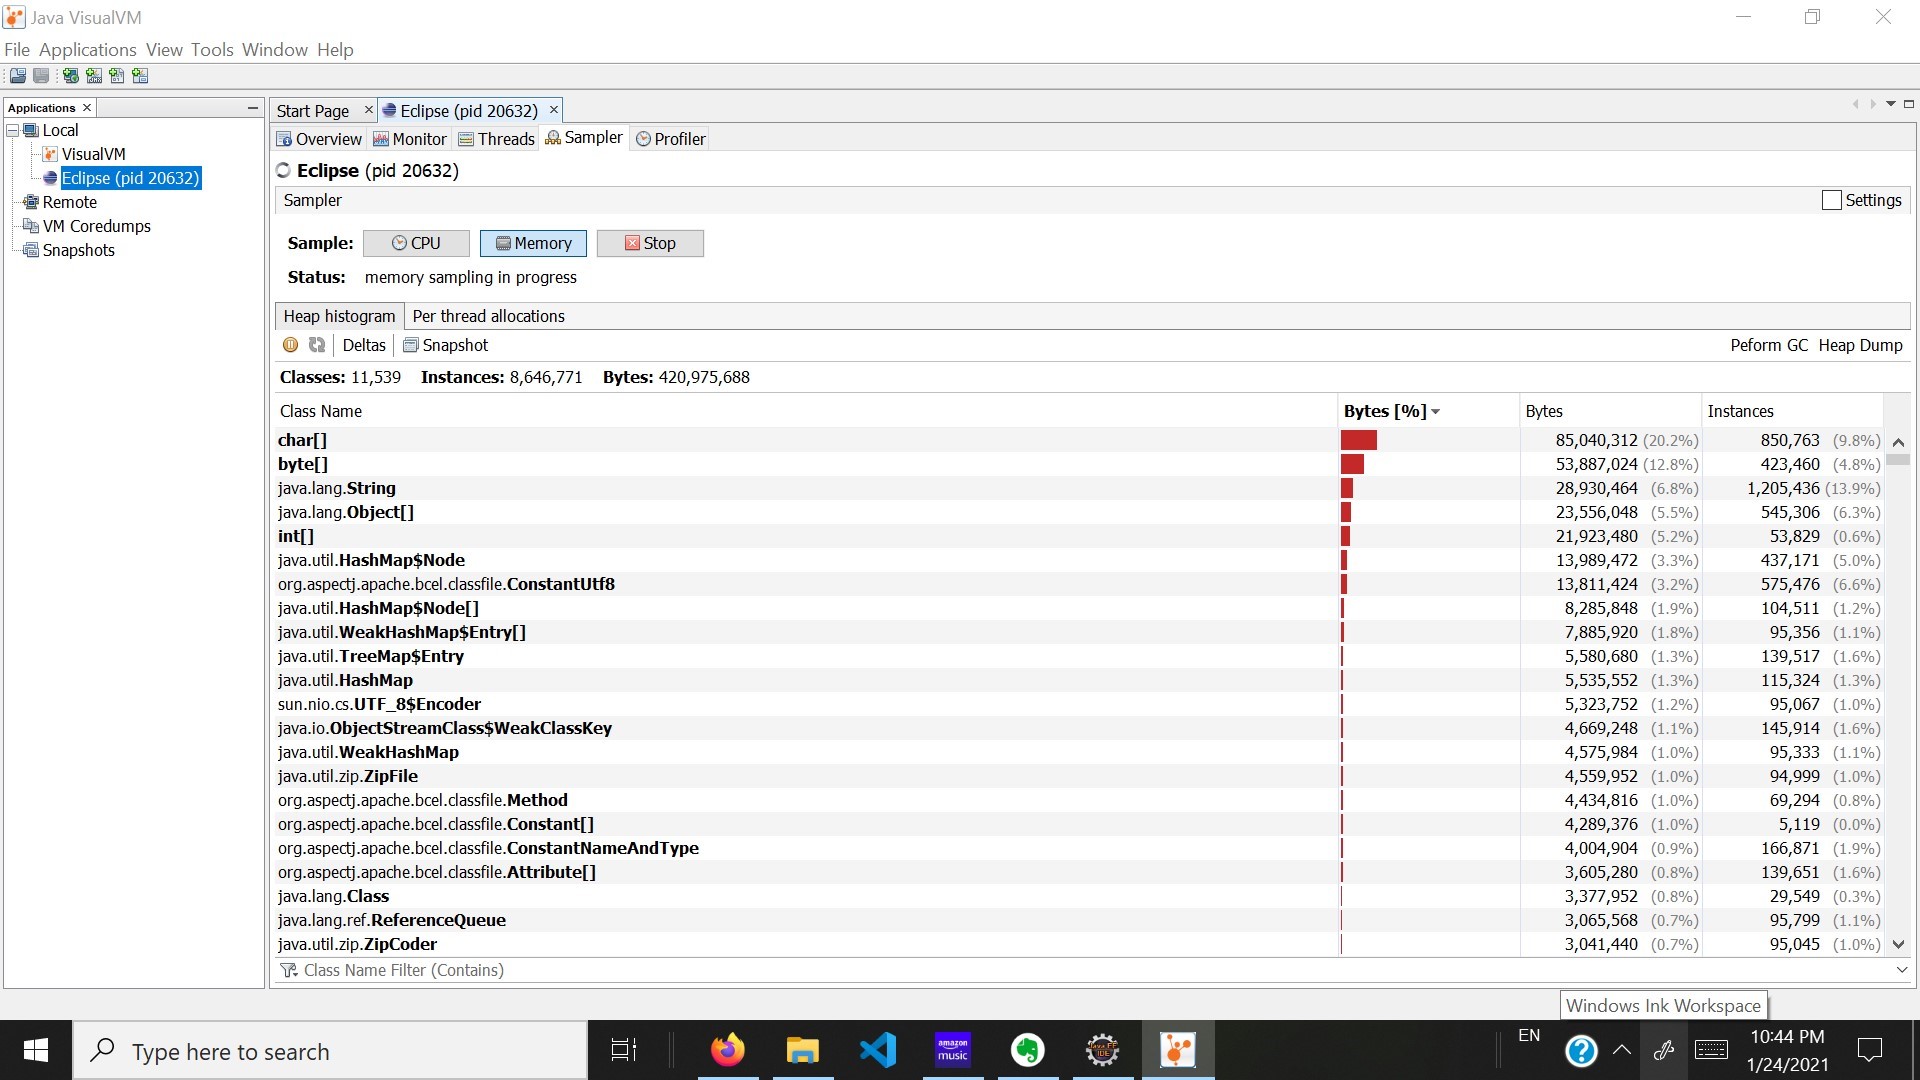 Java VisualVM
File Applications View Tools Window Help
Applications
Start Page
Eclipse (pid 20632)
Local
VisualVM
Eclipse (pid 20632)
Remote
VM Coredumps
Snapshots
Overview Monitor Threads Sampler Profiler
Eclipse (pid 20632)
Sampler
Settings
Sample: CPU Memory Stop
Status: memory sampling in progress
Heap histogram Per thread allocations
Deltas Snapshot Peform GC Heap Dump
Classes: 11,539 Instances: 8,646,771 Bytes: 420,975,688
Class Name Bytes [%] Bytes Instances
char[] 85,040,312 (20.2%) 850,763 (9.8%)
byte[] 53,887,024 (12.8%) 423,460 (4.8%)
java.lang.String 28,930,464 (6.8%) 1,205,436 (13.9%)
java.lang.Object[] 23,556,048 (5.5%) 545,306 (6.3%)
int[] 21,923,480 (5.2%) 53,829 (0.6%)
java.util.HashMap$Node 13,989,472 (3.3%) 437,171 (5.0%)
org.aspectj.apache.bcel.classfile.ConstantUtf8 13,811,424 (3.2%) 575,476 (6.6%)
java.util.HashMap$Node[] 8,285,848 (1.9%) 104,511 (1.2%)
java.util.WeakHashMap$Entry[] 7,885,920 (1.8%) 95,356 (1.1%)
java.util.TreeMap$Entry 5,580,680 (1.3%) 139,517 (1.6%)
java.util.HashMap 5,535,552 (1.3%) 115,324 (1.3%)
sun.nio.cs.UTF_8$Encoder 5,323,752 (1.2%) 95,067 (1.0%)
java.io.ObjectStreamClass$WeakClassKey 4,669,248 (1.1%) 145,914 (1.6%)
java.util.WeakHashMap 4,575,984 (1.0%) 95,333 (1.1%)
java.util.zip.ZipFile 4,559,952 (1.0%) 94,999 (1.0%)
org.aspectj.apache.bcel.classfile.Method 4,434,816 (1.0%) 69,294 (0.8%)
org.aspectj.apache.bcel.classfile.Constant[] 4,289,376 (1.0%) 5,119 (0.0%)
org.aspectj.apache.bcel.classfile.ConstantNameAndType 4,004,904 (0.9%) 166,871 (1.9%)
org.aspectj.apache.bcel.classfile.Attribute[] 3,605,280 (0.8%) 139,651 (1.6%)
java.lang.Class 3,377,952 (0.8%) 29,549 (0.3%)
java.lang.ref.ReferenceQueue 3,065,568 (0.7%) 95,799 (1.1%)
java.util.zip.ZipCoder 3,041,440 (0.7%) 95,045 (1.0%)
Class Name Filter (Contains)
Windows Ink Workspace
Type here to search
amazon music
EN
10:44 PM
1/24/2021